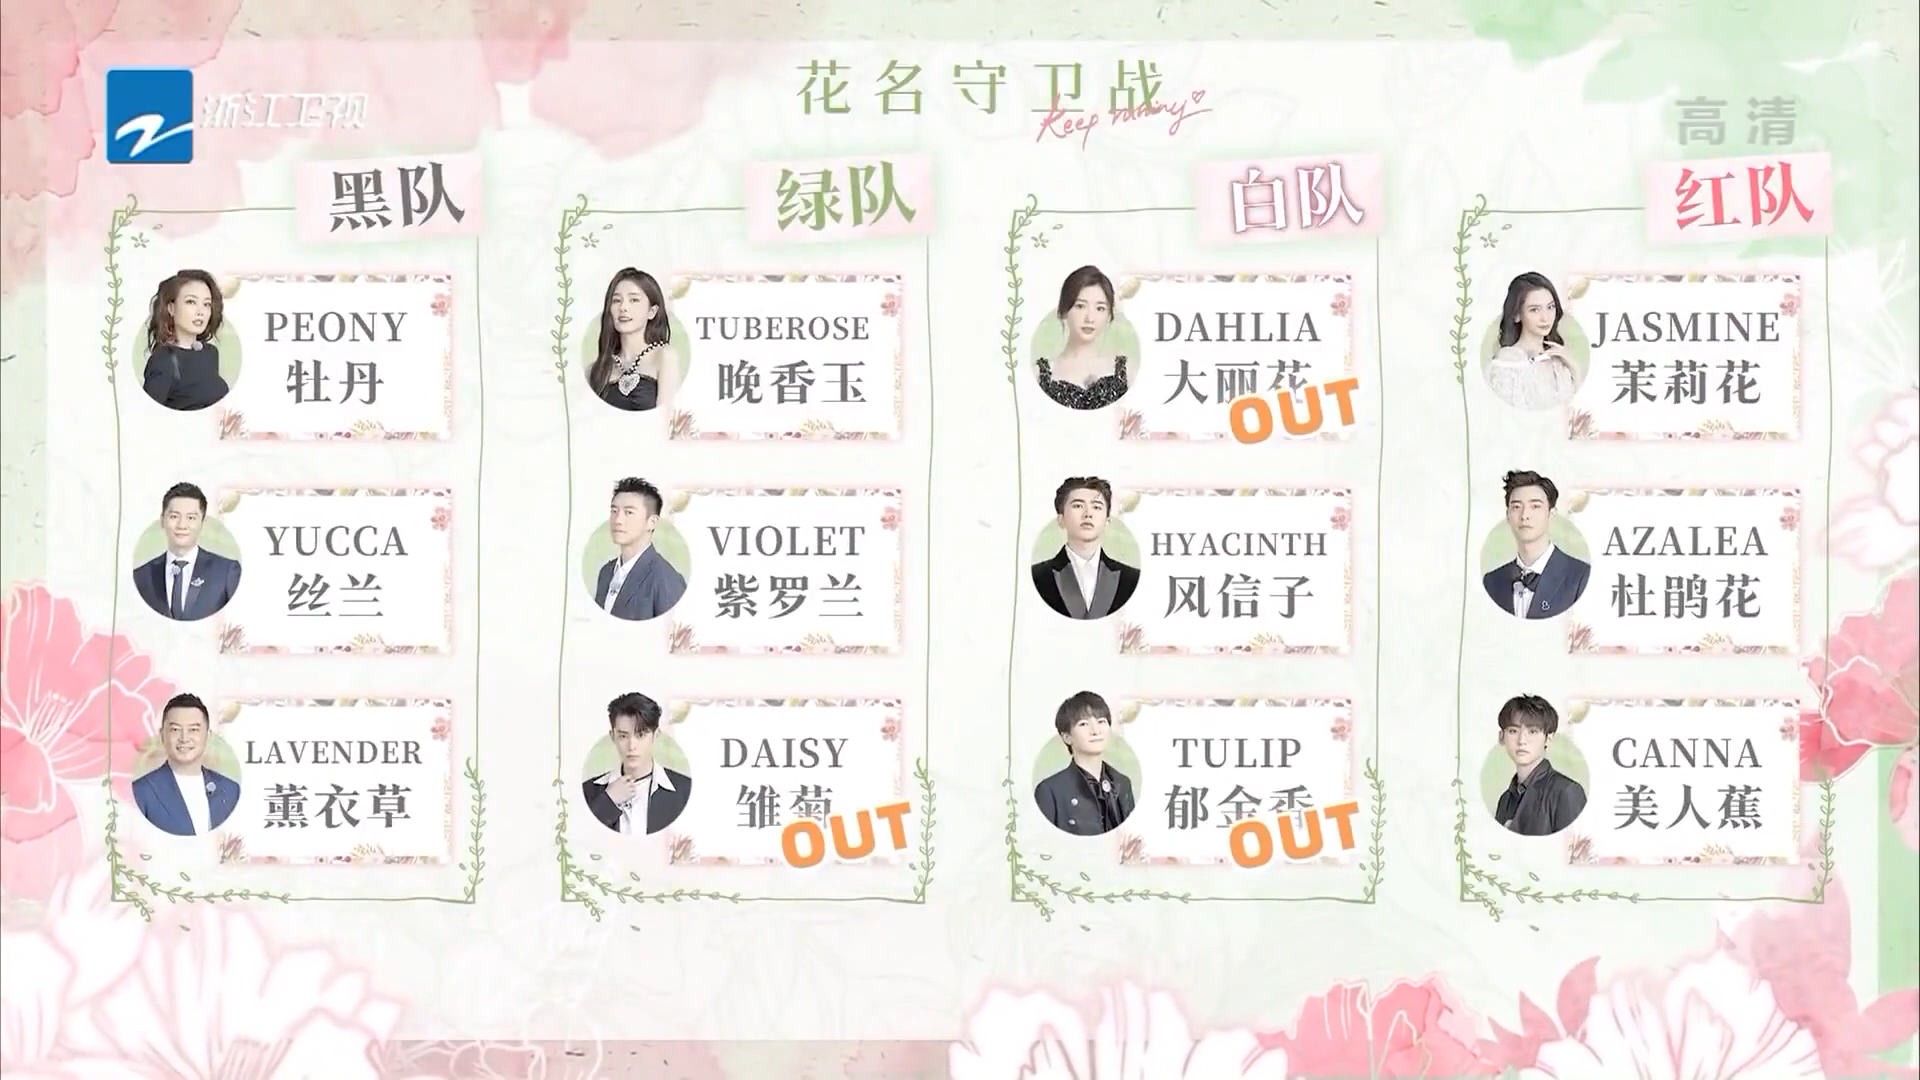 花名守卫战
Keep running
浙江卫视
高清
黑队
PEONY
牡丹
YUCCA
丝兰
LAVENDER
薰衣草
绿队
TUBEROSE
晚香玉
VIOLET
紫罗兰
DAISY
雏菊
OUT
白队
DAHLIA
大丽花
OUT
HYACINTH
风信子
TULIP
郁金香
OUT
红队
JASMINE
茉莉花
AZALEA
杜鹃花
CANNA
美人蕉